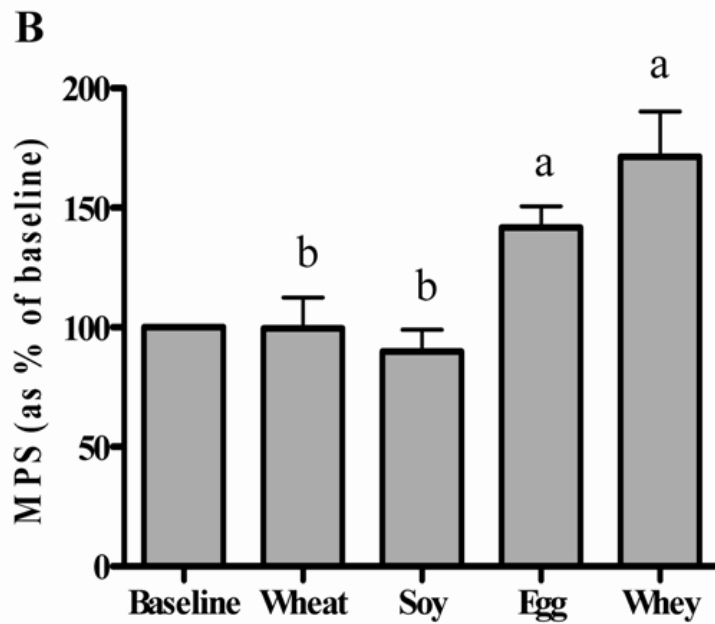 B
MPS (as % of baseline)
200
150
100
50
0
b
b
a
a
Baseline Wheat Soy Egg Whey